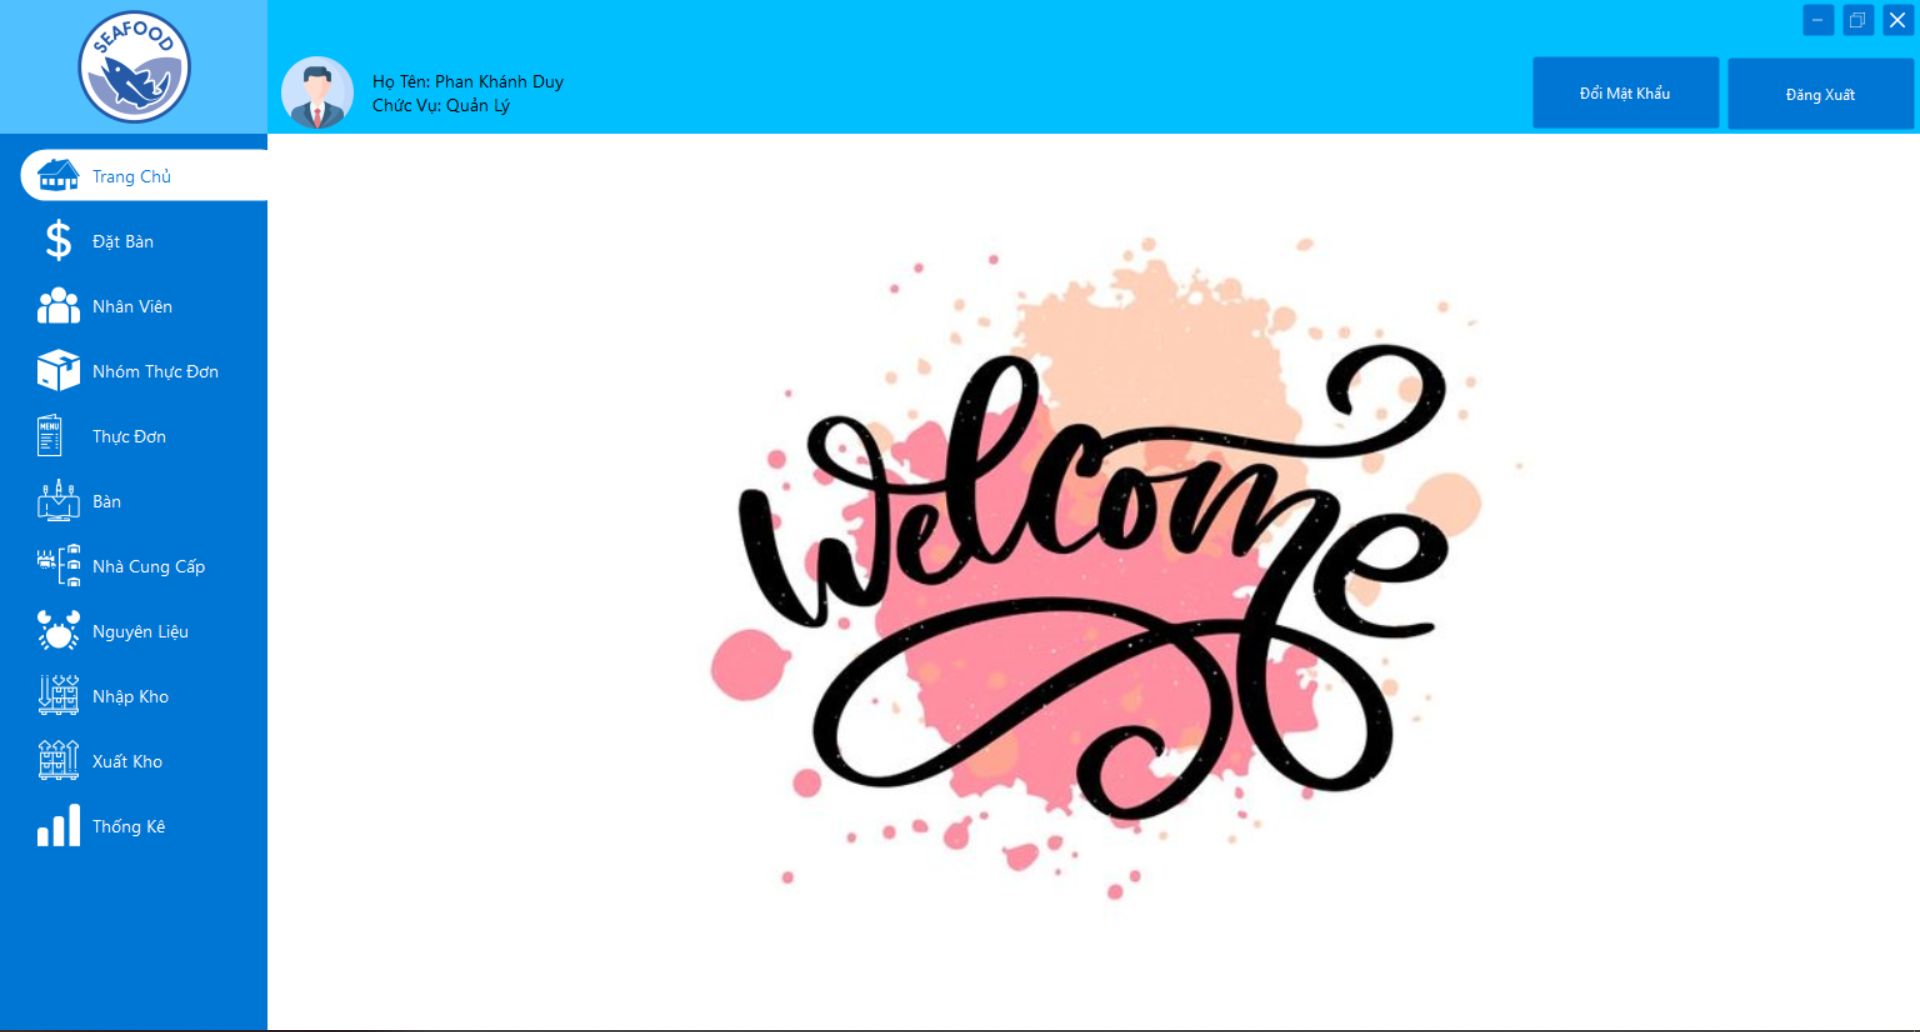 SEAFOOD
Họ Tên: Phan Khánh Duy
Chức Vụ: Quản Lý
Đổi Mật Khẩu
Đăng Xuất
Trang Chủ
Đặt Bàn
Nhân Viên
Nhóm Thực Đơn
MENU
Thực Đơn
Bàn
Nhà Cung Cấp
Nguyên Liệu
Nhập Kho
Xuất Kho
Thống Kê
Welcome